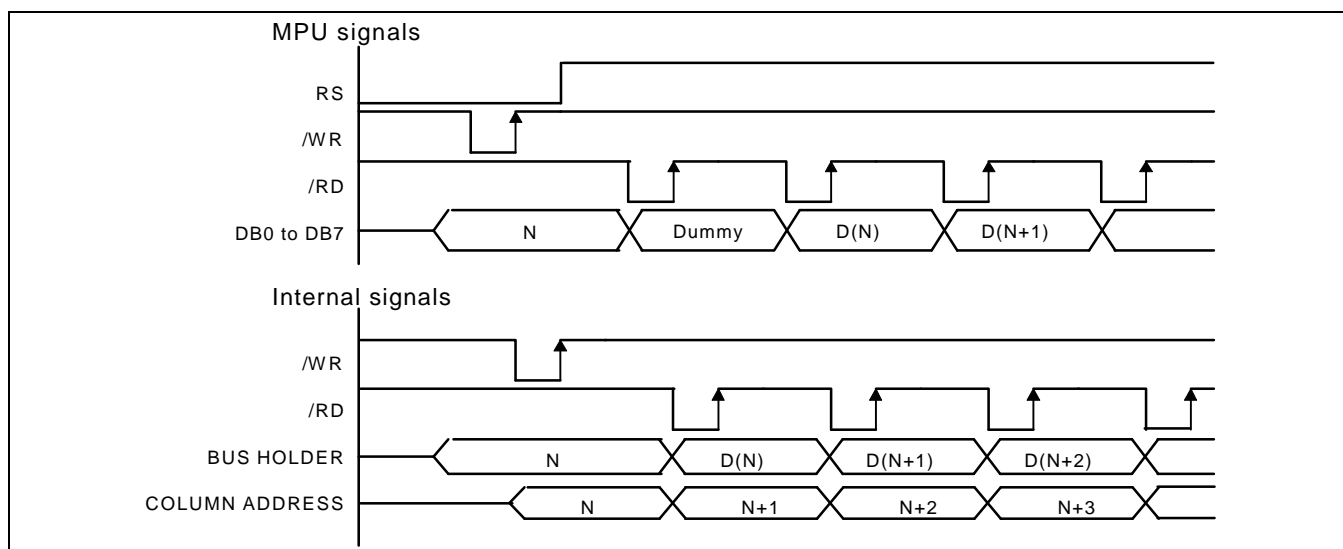 MPU signals
RS
/WR
/RD
DB0 to DB7 N Dummy D(N) D(N+1)
Internal signals
/WR
/RD
BUS HOLDER N D(N) D(N+1) D(N+2)
COLUMN ADDRESS N N+1 N+2 N+3